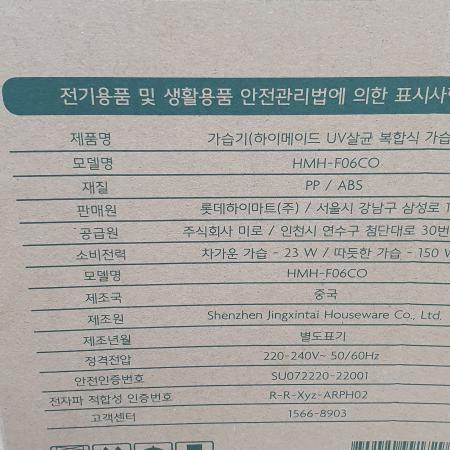 전기용품 및 생활용품 안전관리법에 의한 표시사항
제품명 가습기(하이메이드 UV살균 복합식 가습
모델명 HMH-F06CO
재질 PP / ABS
판매원 롯데하이마트(주) / 서울시 강남구 삼성로 1
공급원 주식회사 미로 / 인천시 연수구 첨단대로 30번
소비전력 차가운 가습 - 23 W / 따듯한 가습 - 150 W
모델명 HMH-F06CO
제조국 중국
제조원 Shenzhen Jingxintai Houseware Co., Ltd.
제조년월 별도표기
정격전압 220-240V~ 50/60Hz
안전인증번호 SU072220-22001
전자파 적합성 인증번호 R-R-Xyz-ARPH02
고객센터 1566-8903